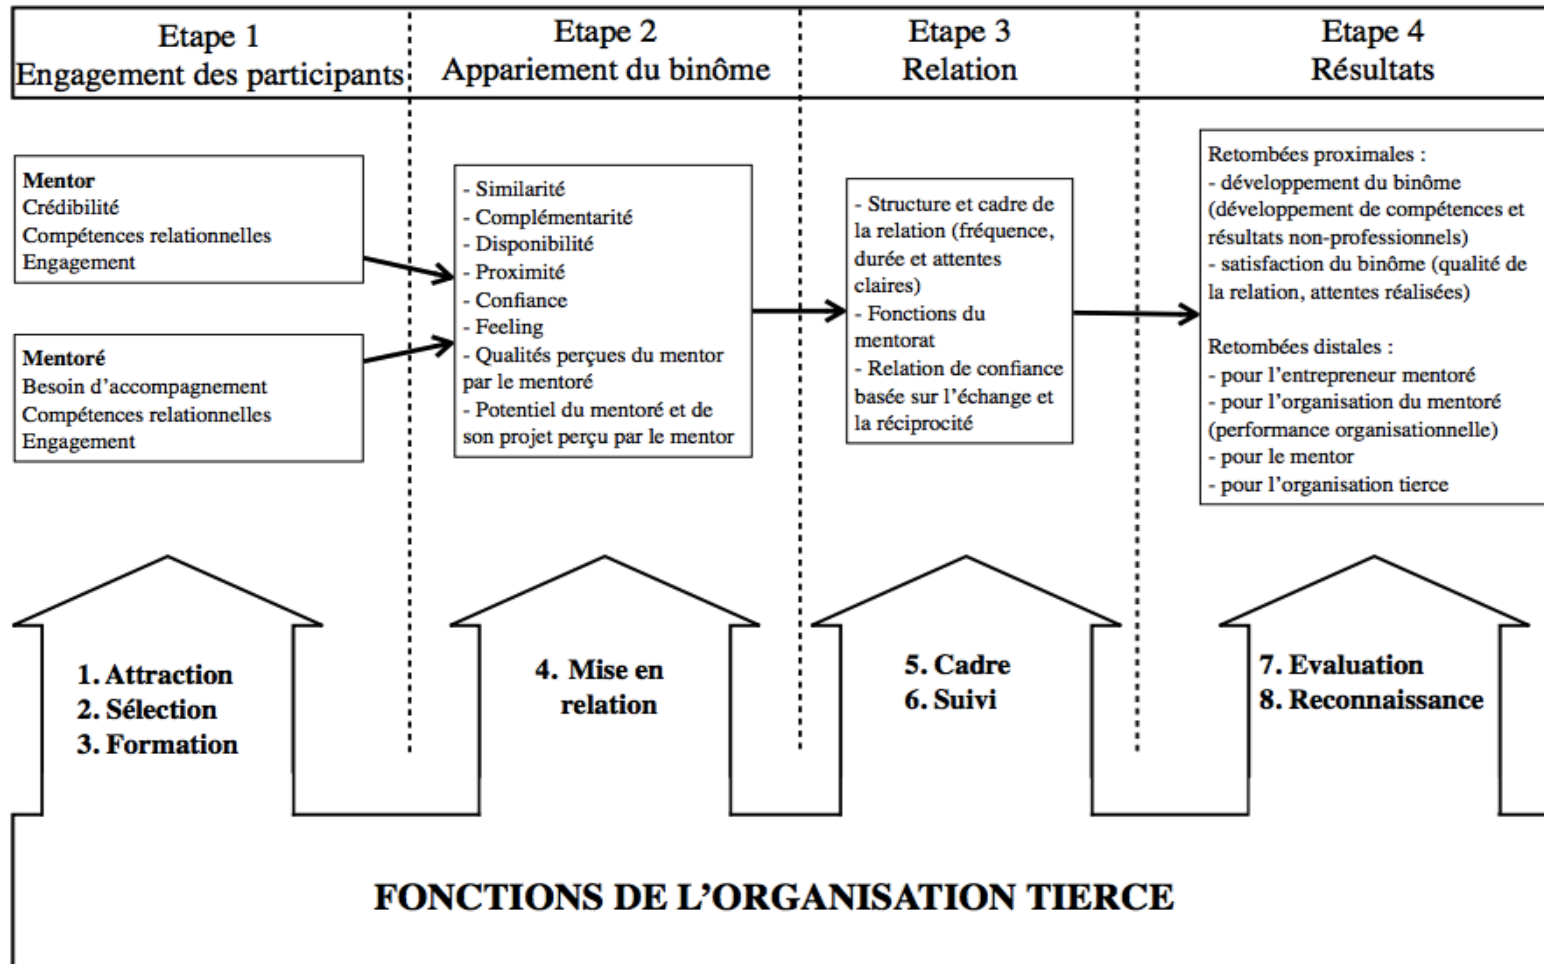 Etape 1
Engagement des participants
Etape 2
Appariement du binôme
Etape 3
Relation
Etape 4
Résultats
Mentor
Crédibilité
Compétences relationnelles
Engagement
Mentoré
Besoin d’accompagnement
Compétences relationnelles
Engagement
- Similarité
- Complémentarité
- Disponibilité
- Proximité
- Confiance
- Feeling
- Qualités perçues du mentor
par le mentoré
- Potentiel du mentoré et de
son projet perçu par le mentor
- Structure et cadre de
la relation (fréquence,
durée et attentes
claires)
- Fonctions du
mentorat
- Relation de confiance
basée sur l’échange et
la réciprocité
Retombées proximales :
- développement du binôme
(développement de compétences et
résultats non-professionnels)
- satisfaction du binôme (qualité de
la relation, attentes réalisées)
Retombées distales :
- pour l’entrepreneur mentoré
- pour l’organisation du mentoré
(performance organisationnelle)
- pour le mentor
- pour l’organisation tierce
1. Attraction
2. Sélection
3. Formation
4. Mise en
relation
5. Cadre
6. Suivi
7. Evaluation
8. Reconnaissance
FONCTIONS DE L’ORGANISATION TIERCE